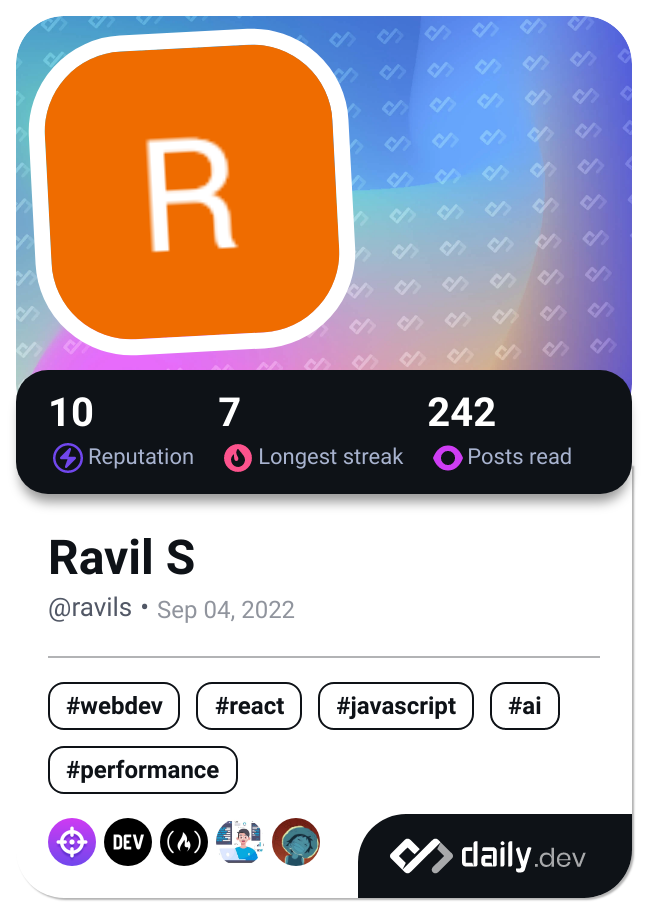 R
10 7 242
Reputation Longest streak Posts read
Ravil S
@ravils • Sep 04, 2022
#webdev #react #javascript #ai
#performance
DEV
daily.dev